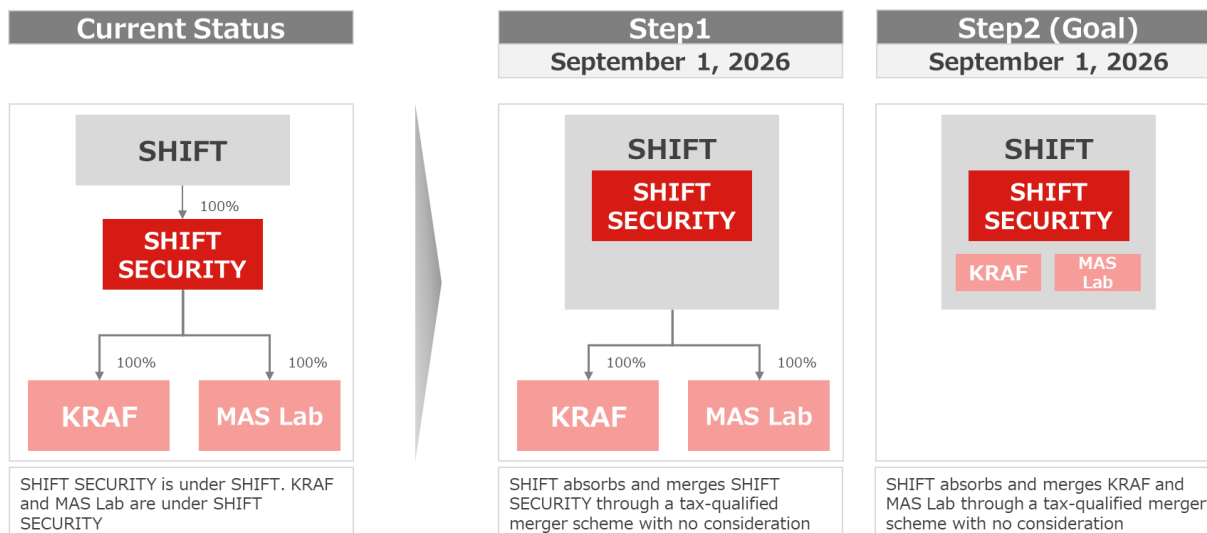 Current Status
SHIFT
100%
SHIFT
SECURITY
100%
100%
KRAF
MAS Lab
SHIFT SECURITY is under SHIFT. KRAF
and MAS Lab are under SHIFT
SECURITY
Step1
September 1, 2026
SHIFT
SHIFT
SECURITY
100%
100%
KRAF
MAS Lab
SHIFT absorbs and merges SHIFT
SECURITY through a tax-qualified
merger scheme with no consideration
Step2 (Goal)
September 1, 2026
SHIFT
SHIFT
SECURITY
KRAF
MAS
Lab
SHIFT absorbs and merges KRAF and
MAS Lab through a tax-qualified merger
scheme with no consideration